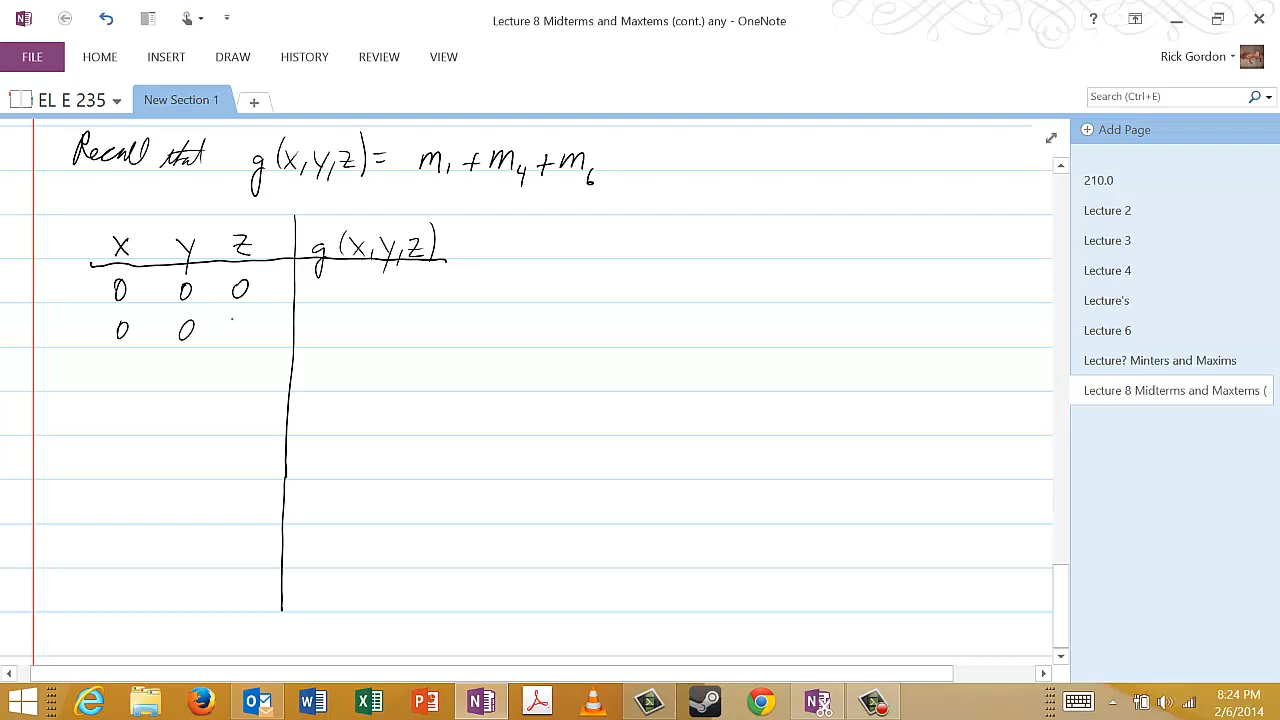 Lecture 8 Midterms and Maxtems (cont.) any - OneNote
?
FILE HOME INSERT DRAW HISTORY REVIEW VIEW
Rick Gordon
EL E 235
New Section 1
+
Search (Ctrl+E)
Recall that g(x,y,z) = m₁ + m₄ + m₆
x y z g(x,y,z)
0 0 0
0 0
Add Page
210.0
Lecture 2
Lecture 3
Lecture 4
Lecture's
Lecture 6
Lecture? Minters and Maxims
Lecture 8 Midterms and Maxtems (
8:24 PM
2/6/2014